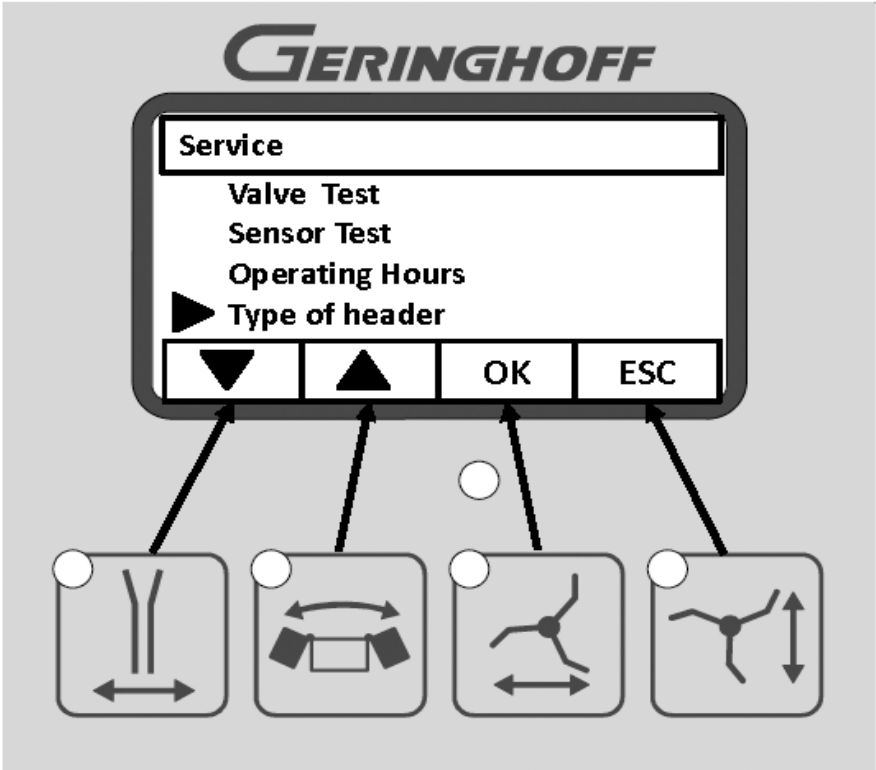 GERINGHOFF
Service
Valve Test
Sensor Test
Operating Hours
Type of header
OK
ESC